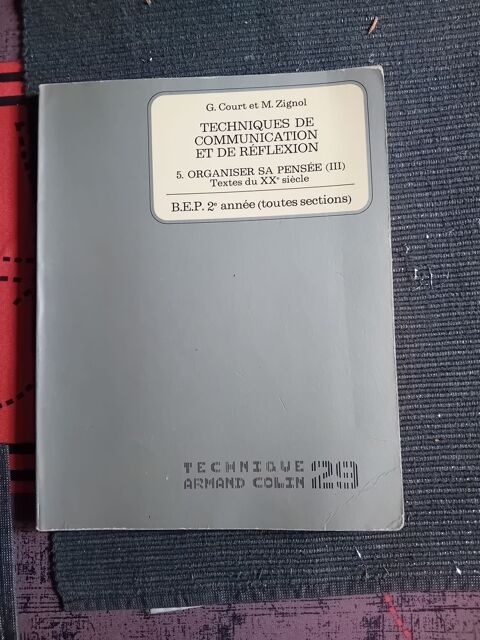 G. Court et M. Zignol
TECHNIQUES DE
COMMUNICATION
ET DE RÉFLEXION
5. ORGANISER SA PENSÉE (III)
Textes du XXe siècle
B.E.P. 2e année (toutes sections)
TECHNIQUE
ARMAND COLIN 29